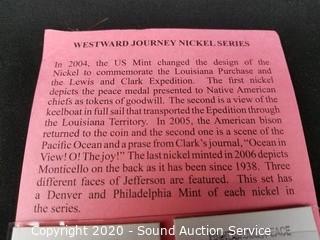 WESTWARD JOURNEY NICKEL SERIES
In 2004, the US Mint changed the design of the
Nickel to commemorate the Louisiana Purchase and
the Lewis and Clark Expedition. The first nickel
depicts the peace medal presented to Native American
chiefs as tokens of goodwill. The second is a view of the
keelboat in full sail that transported the Epedition through
the Louisiana Territory. In 2005, the American bison
returned to the coin and the second one is a scene of the
Pacific Ocean and a prase from Clark's journal, "Ocean in
View! O! The joy!" The last nickel minted in 2006 depicts
Monticello on the back as it has been since 1938. Three
different faces of Jefferson are featured. This set has
a Denver and Philadelphia Mint of each nickel in
the series.
PEACE
Copyright - 2020 - All Rights Reserved